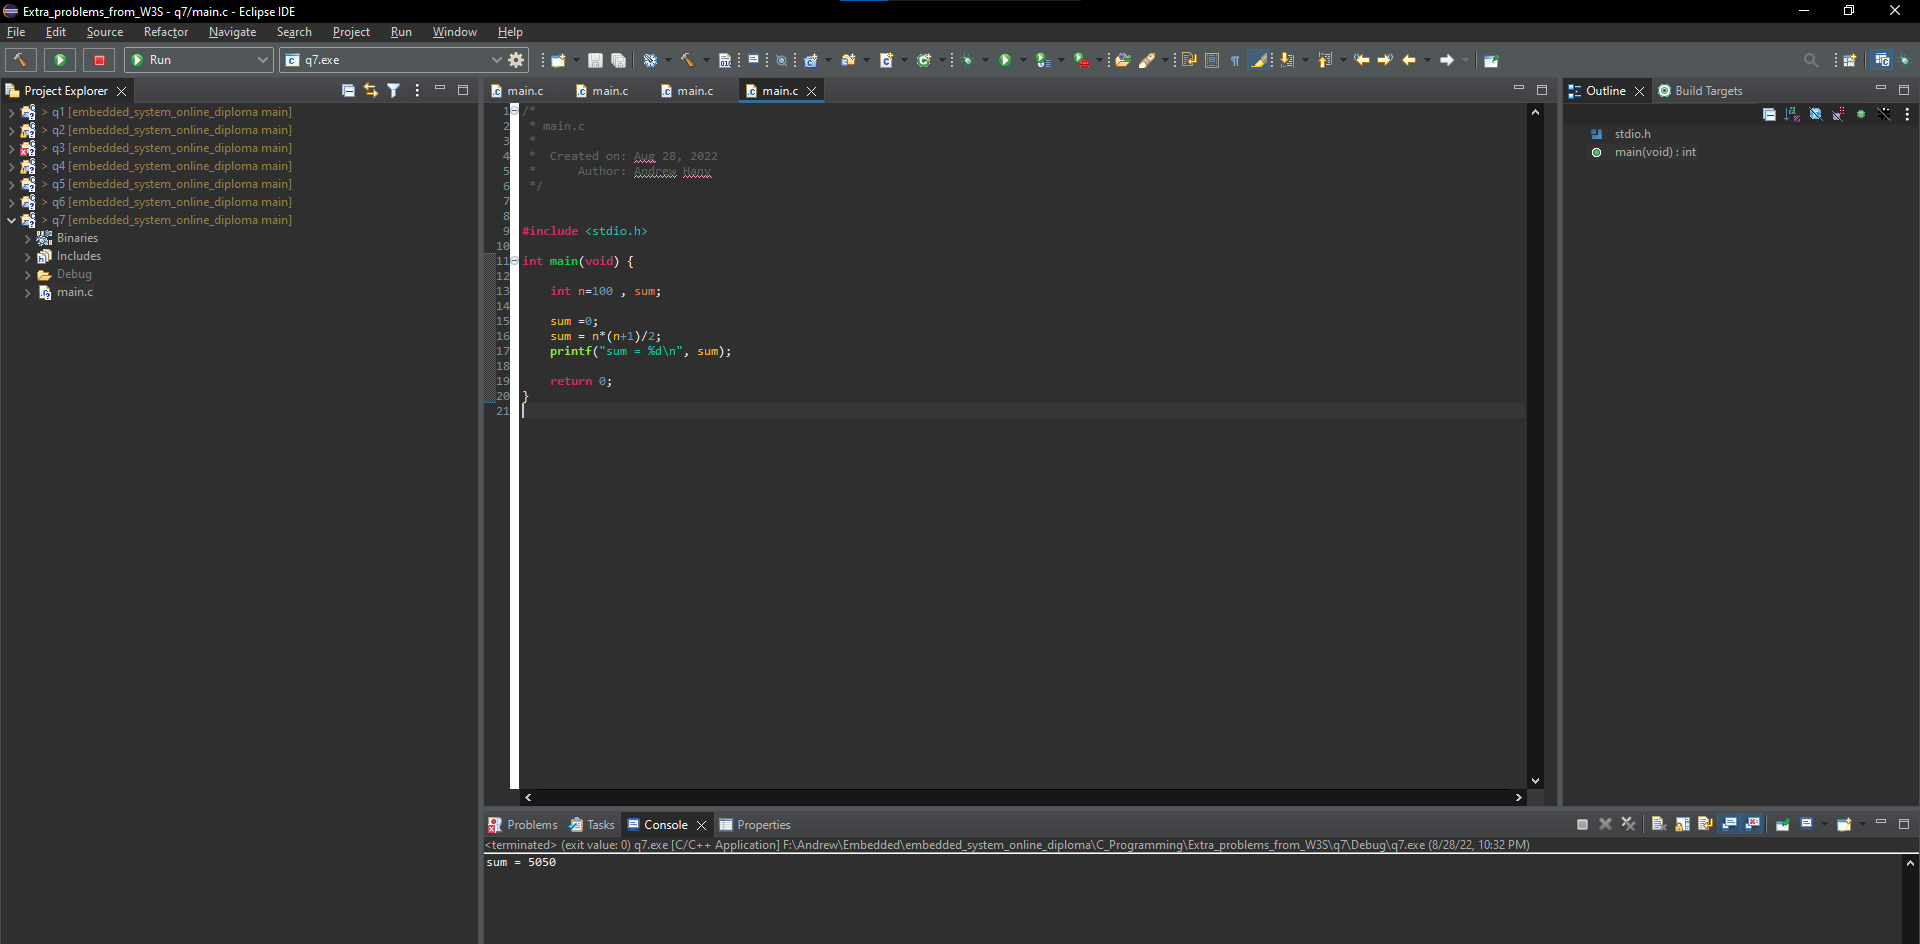 Extra_problems_from_W3S - q7/main.c - Eclipse IDE
File Edit Source Refactor Navigate Search Project Run Window Help
Run
q7.exe
Project Explorer
> q1 [embedded_system_online_diploma main]
> q2 [embedded_system_online_diploma main]
> q3 [embedded_system_online_diploma main]
> q4 [embedded_system_online_diploma main]
> q5 [embedded_system_online_diploma main]
> q6 [embedded_system_online_diploma main]
> q7 [embedded_system_online_diploma main]
Binaries
Includes
Debug
main.c
main.c main.c main.c main.c
1 /*
2 * main.c
3 *
4 * Created on: Aug 28, 2022
5 * Author: Andrew Hany
6 */
7
8
9 #include <stdio.h>
10
11 int main(void) {
12
13 int n=100 , sum;
14
15 sum =0;
16 sum = n*(n+1)/2;
17 printf("sum = %d\n", sum);
18
19 return 0;
20 }
21
Outline Build Targets
stdio.h
main(void) : int
Problems Tasks Console Properties
<terminated> (exit value: 0) q7.exe [C/C++ Application] F:\Andrew\Embedded\embedded_system_online_diploma\C_Programming\Extra_problems_from_W3S\q7\Debug\q7.exe (8/28/22, 10:32 PM)
sum = 5050